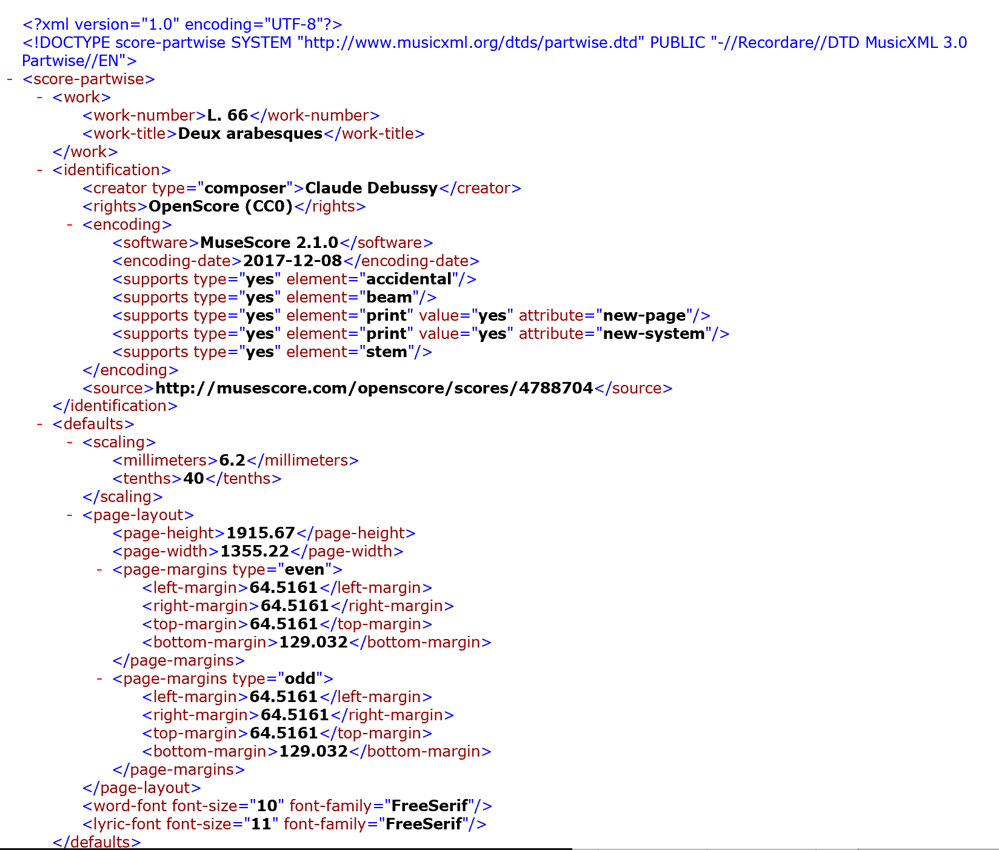 <?xml version="1.0" encoding="UTF-8"?>
<!DOCTYPE score-partwise SYSTEM "http://www.musicxml.org/dtds/partwise.dtd" PUBLIC "-//Recordare//DTD MusicXML 3.0
Partwise//EN">
- <score-partwise>
- <work>
<work-number>L. 66</work-number>
<work-title>Deux arabesques</work-title>
</work>
- <identification>
<creator type="composer">Claude Debussy</creator>
<rights>OpenScore (CC0)</rights>
- <encoding>
<software>MuseScore 2.1.0</software>
<encoding-date>2017-12-08</encoding-date>
<supports type="yes" element="accidental"/>
<supports type="yes" element="beam"/>
<supports type="yes" element="print" value="yes" attribute="new-page"/>
<supports type="yes" element="print" value="yes" attribute="new-system"/>
<supports type="yes" element="stem"/>
</encoding>
<source>http://musescore.com/openscore/scores/4788704</source>
</identification>
- <defaults>
- <scaling>
<millimeters>6.2</millimeters>
<tenths>40</tenths>
</scaling>
- <page-layout>
<page-height>1915.67</page-height>
<page-width>1355.22</page-width>
- <page-margins type="even">
<left-margin>64.5161</left-margin>
<right-margin>64.5161</right-margin>
<top-margin>64.5161</top-margin>
<bottom-margin>129.032</bottom-margin>
</page-margins>
- <page-margins type="odd">
<left-margin>64.5161</left-margin>
<right-margin>64.5161</right-margin>
<top-margin>64.5161</top-margin>
<bottom-margin>129.032</bottom-margin>
</page-margins>
</page-layout>
<word-font font-size="10" font-family="FreeSerif"/>
<lyric-font font-size="11" font-family="FreeSerif"/>
</defaults>